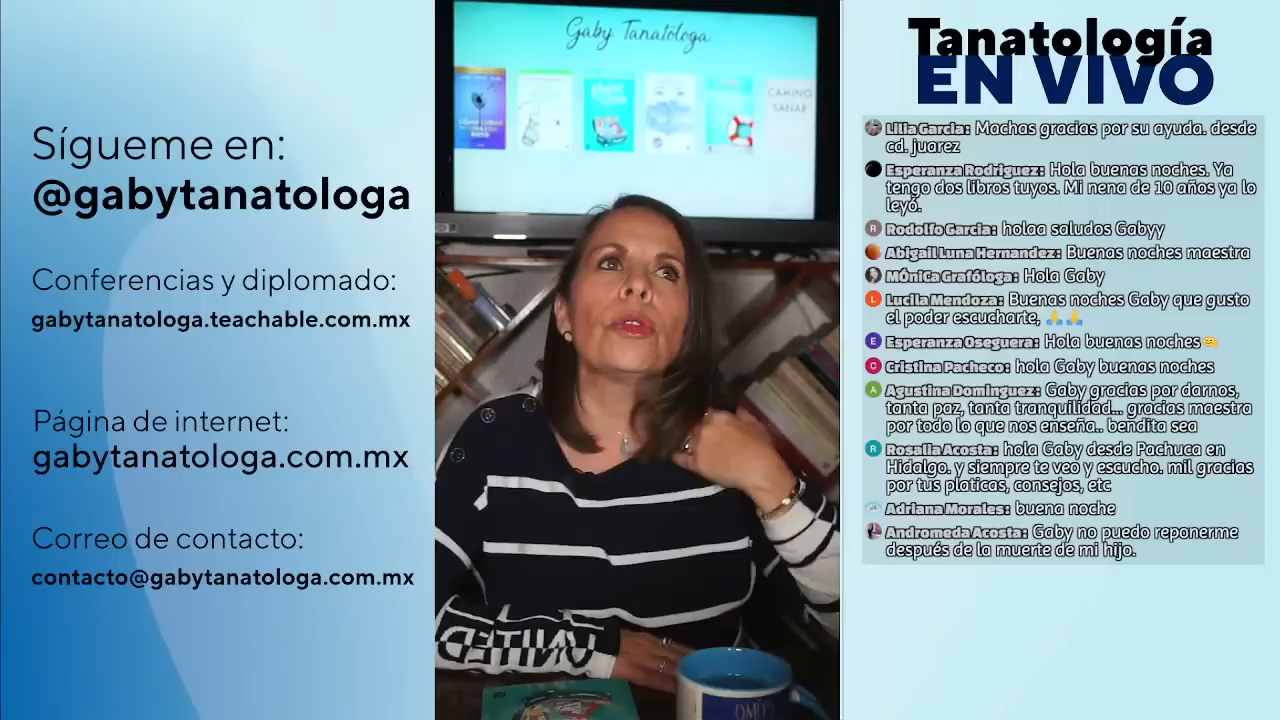 Sígueme en:
@gabytanatologa
Conferencias y diplomado:
gabytanatologa.teachable.com.mx
Página de internet:
gabytanatologa.com.mx
Correo de contacto:
contacto@gabytanatologa.com.mx
Gaby Tanatóloga
CAMINO
SANAR
UNITED
CÓMO
Tanatología
EN VIVO
Lilia Garcia: Machas gracias por su ayuda. desde
cd. juarez
Esperanza Rodriguez: Hola buenas noches. Ya
tengo dos libros tuyos. Mi nena de 10 años ya lo
leyó.
R Rodolfo Garcia: holaa saludos Gabyy
Abigail Luna Hernandez: Buenas noches maestra
MÓNICA Grafóloga: Hola Gaby
L Lucila Mendoza: Buenas noches Gaby que gusto
el poder escucharte, 🙏🙏
E Esperanza Oseguera: Hola buenas noches😊
C Cristina Pacheco: hola Gaby buenas noches
A Agustina Dominguez: Gaby gracias por darnos,
tanta paz, tanta tranquilidad... gracias maestra
por todo lo que nos enseña.. bendita sea
R Rosalia Acosta: hola Gaby desde Pachuca en
Hidalgo. y siempre te veo y escucho. mil gracias
por tus platicas, consejos, etc
Adriana Morales: buena noche
Andromeda Acosta: Gaby no puedo reponerme
después de la muerte de mi hijo.